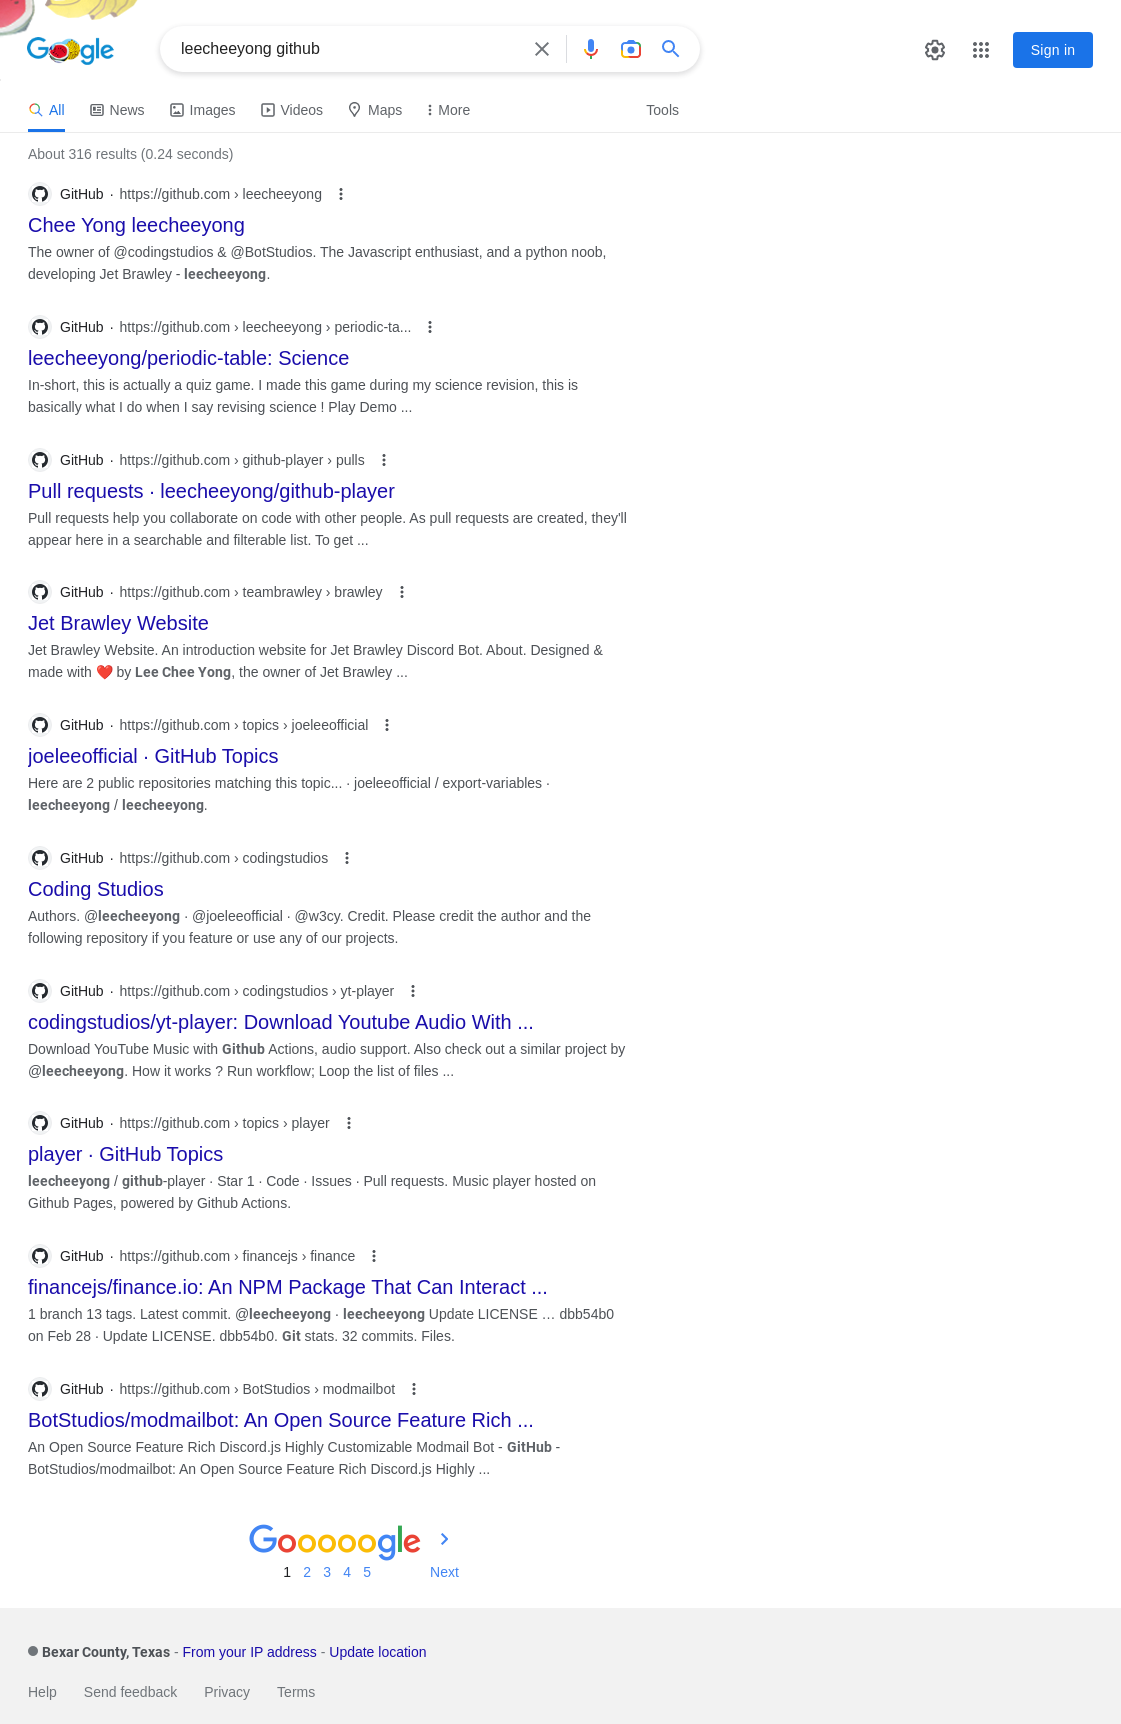 Google
leecheeyong github
Sign in
All News Images Videos Maps More Tools
About 316 results (0.24 seconds)
GitHub · https://github.com › leecheeyong
Chee Yong leecheeyong
The owner of @codingstudios & @BotStudios. The Javascript enthusiast, and a python noob,
developing Jet Brawley - leecheeyong.
GitHub · https://github.com › leecheeyong › periodic-ta...
leecheeyong/periodic-table: Science
In-short, this is actually a quiz game. I made this game during my science revision, this is
basically what I do when I say revising science ! Play Demo ...
GitHub · https://github.com › github-player › pulls
Pull requests · leecheeyong/github-player
Pull requests help you collaborate on code with other people. As pull requests are created, they'll
appear here in a searchable and filterable list. To get ...
GitHub · https://github.com › teambrawley › brawley
Jet Brawley Website
Jet Brawley Website. An introduction website for Jet Brawley Discord Bot. About. Designed &
made with ❤️ by Lee Chee Yong, the owner of Jet Brawley ...
GitHub · https://github.com › topics › joeleeofficial
joeleeofficial · GitHub Topics
Here are 2 public repositories matching this topic... · joeleeofficial / export-variables ·
leecheeyong / leecheeyong.
GitHub · https://github.com › codingstudios
Coding Studios
Authors. @leecheeyong · @joeleeofficial · @w3cy. Credit. Please credit the author and the
following repository if you feature or use any of our projects.
GitHub · https://github.com › codingstudios › yt-player
codingstudios/yt-player: Download Youtube Audio With ...
Download YouTube Music with Github Actions, audio support. Also check out a similar project by
@leecheeyong. How it works ? Run workflow; Loop the list of files ...
GitHub · https://github.com › topics › player
player · GitHub Topics
leecheeyong / github-player · Star 1 · Code · Issues · Pull requests. Music player hosted on
Github Pages, powered by Github Actions.
GitHub · https://github.com › financejs › finance
financejs/finance.io: An NPM Package That Can Interact ...
1 branch 13 tags. Latest commit. @leecheeyong · leecheeyong Update LICENSE … dbb54b0
on Feb 28 · Update LICENSE. dbb54b0. Git stats. 32 commits. Files.
GitHub · https://github.com › BotStudios › modmailbot
BotStudios/modmailbot: An Open Source Feature Rich ...
An Open Source Feature Rich Discord.js Highly Customizable Modmail Bot - GitHub -
BotStudios/modmailbot: An Open Source Feature Rich Discord.js Highly ...
Gooooogle
1 2 3 4 5 Next
Bexar County, Texas - From your IP address - Update location
Help Send feedback Privacy Terms